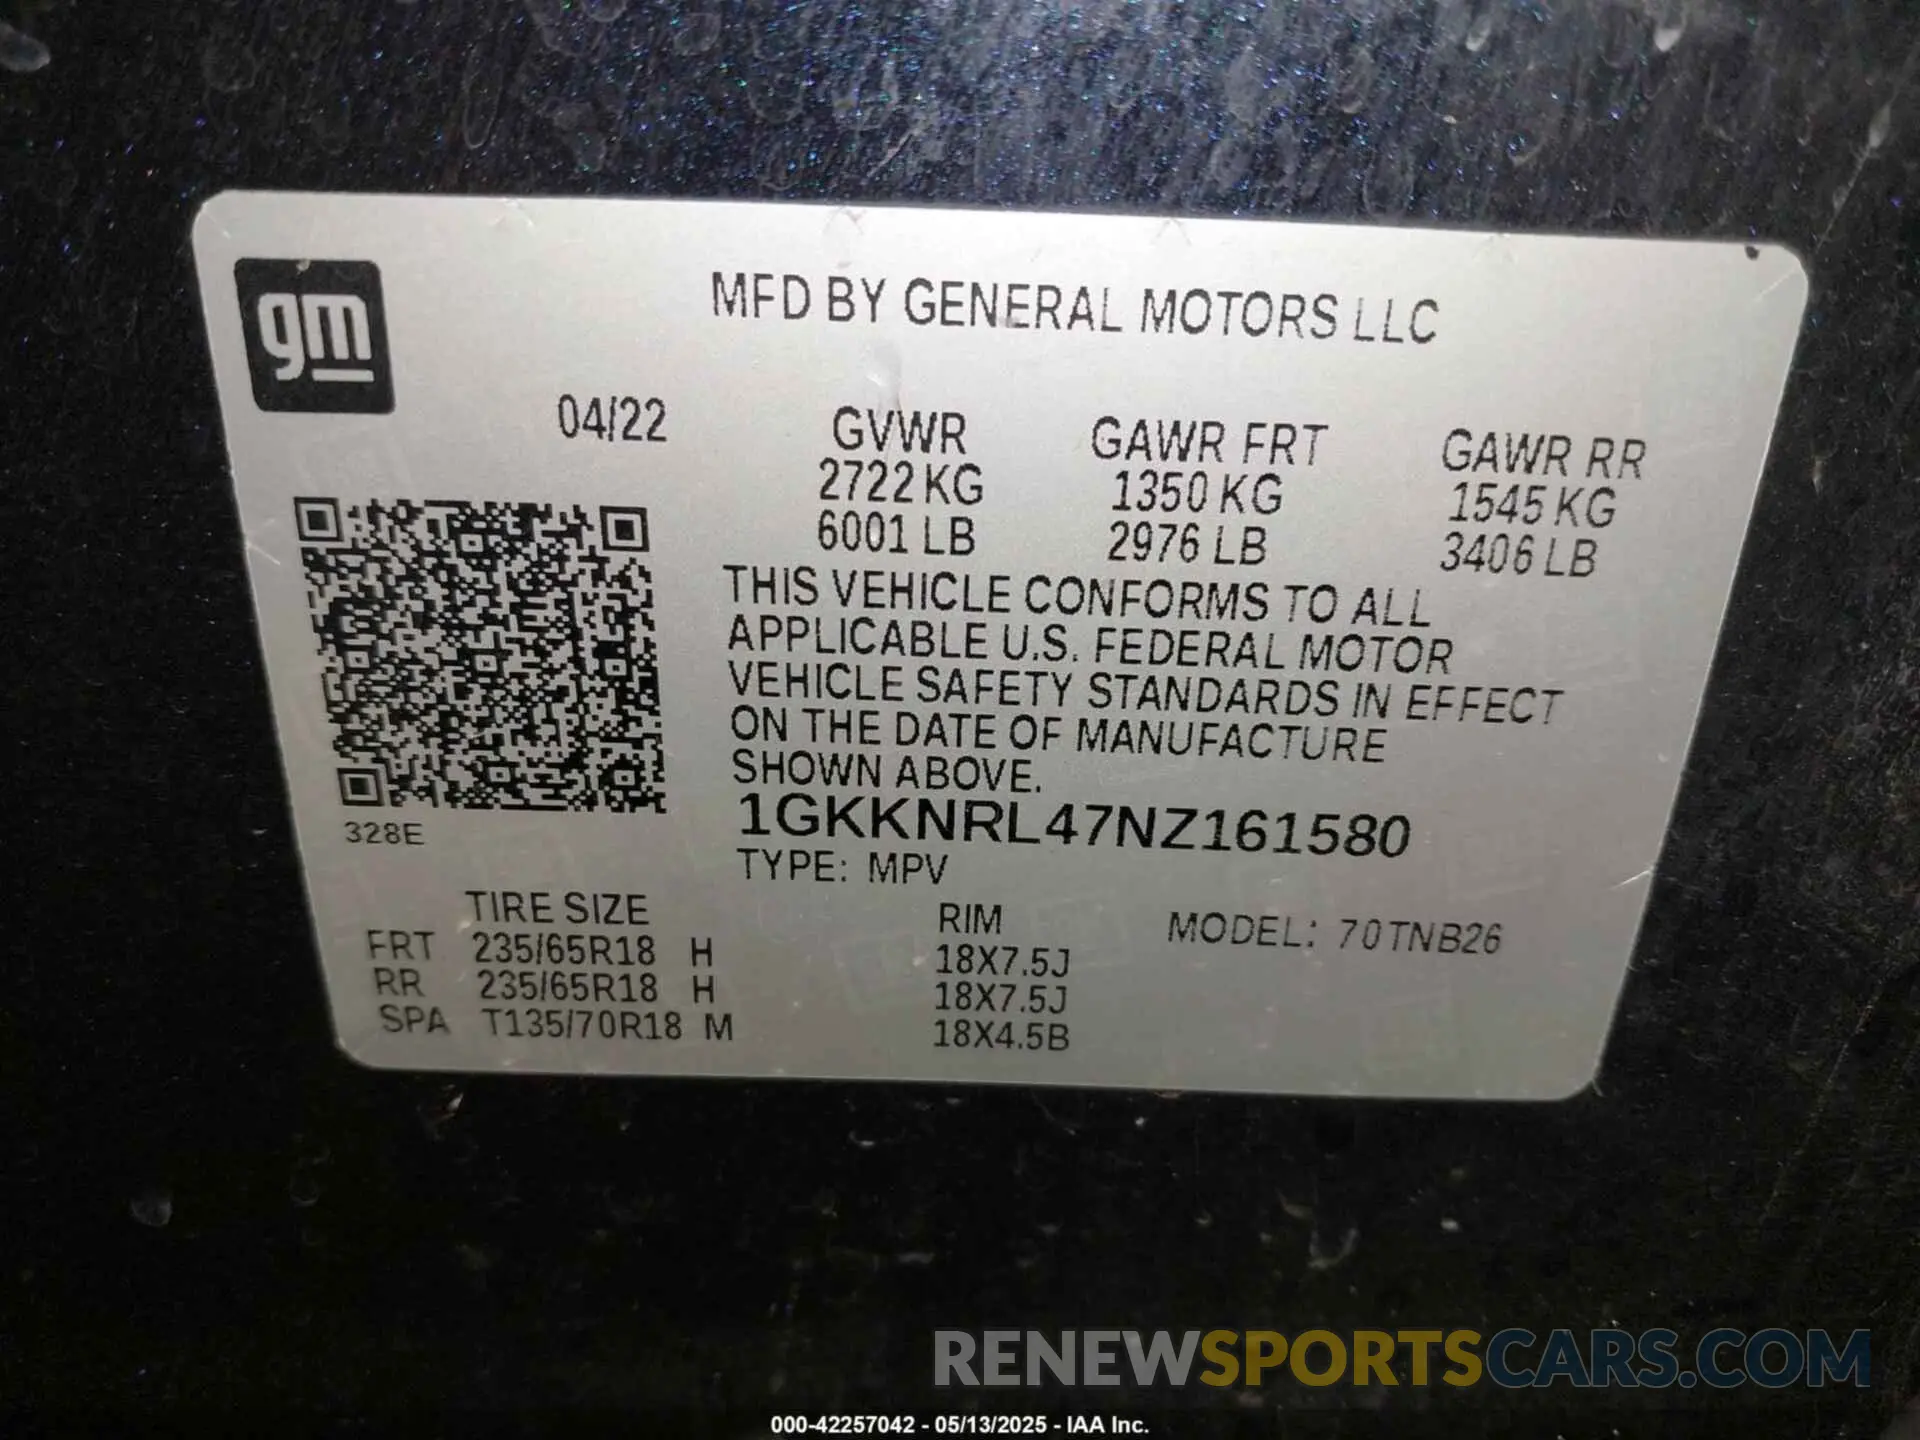 gm
MFD BY GENERAL MOTORS LLC
04/22 GVWR GAWR FRT GAWR RR
2722 KG 1350 KG 1545 KG
6001 LB 2976 LB 3406 LB
THIS VEHICLE CONFORMS TO ALL
APPLICABLE U.S. FEDERAL MOTOR
VEHICLE SAFETY STANDARDS IN EFFECT
ON THE DATE OF MANUFACTURE
SHOWN ABOVE.
1GKKNRL47NZ161580
328E
TYPE: MPV
TIRE SIZE RIM MODEL: 70TNB26
FRT 235/65R18 H 18X7.5J
RR 235/65R18 H 18X7.5J
SPA T135/70R18 M 18X4.5B
RENEWSPORTSCARS.COM
000-42257042 - 05/13/2025 - IAA Inc.